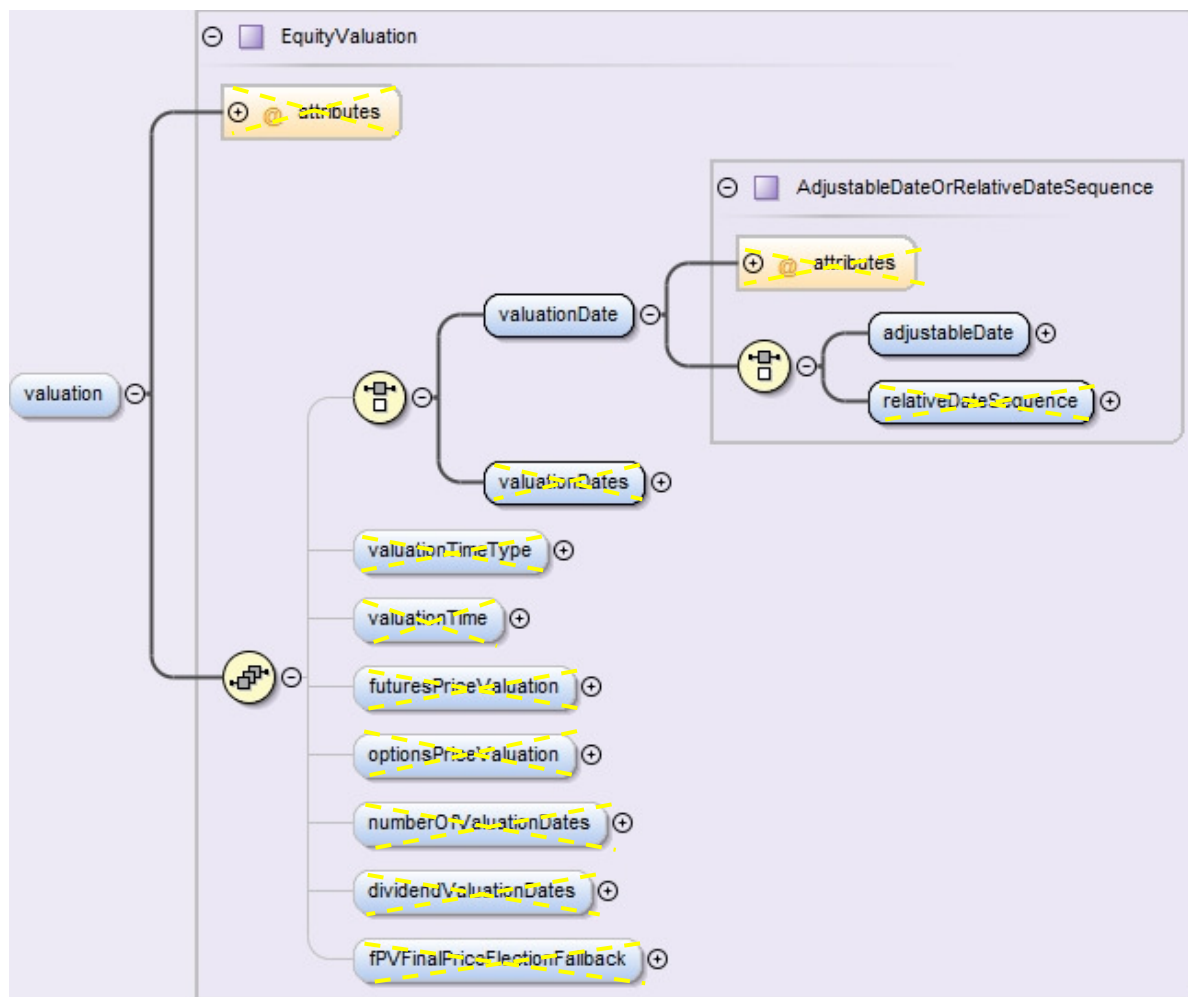 EquityValuation
@ attributes
AdjustableDateOrRelativeDateSequence
@ attributes
valuationDate
adjustableDate
valuation
relativeDateSequence
valuationDates
valuationTimeType
valuationTime
futuresPriceValuation
optionsPriceValuation
numberOfValuationDates
dividendValuationDates
fPVFinalPriceElectionFallback